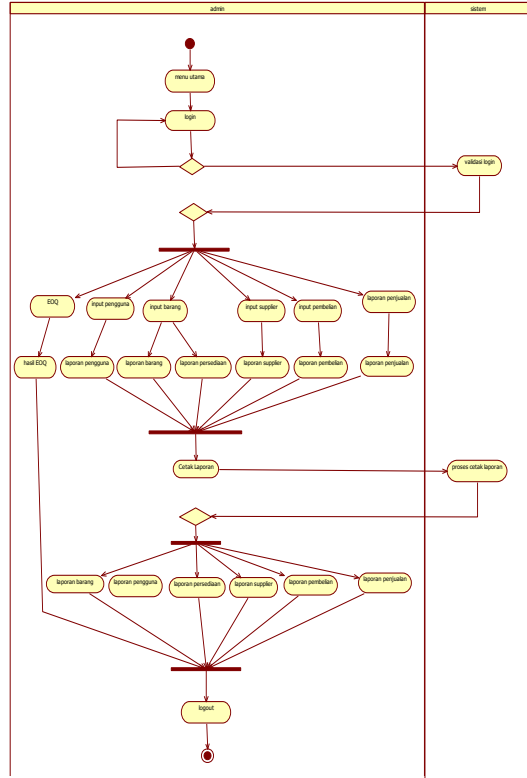 admin
sistem
menu utama
login
validasi login
EOQ
input pengguna
input barang
input supplier
input pembelian
laporan penjualan
hasil EOQ
laporan pengguna
laporan barang
laporan persediaan
laporan supplier
laporan pembelian
laporan penjualan
Cetak Laporan
proses cetak laporan
laporan barang
laporan pengguna
laporan persediaan
laporan supplier
laporan pembelian
laporan penjualan
logout